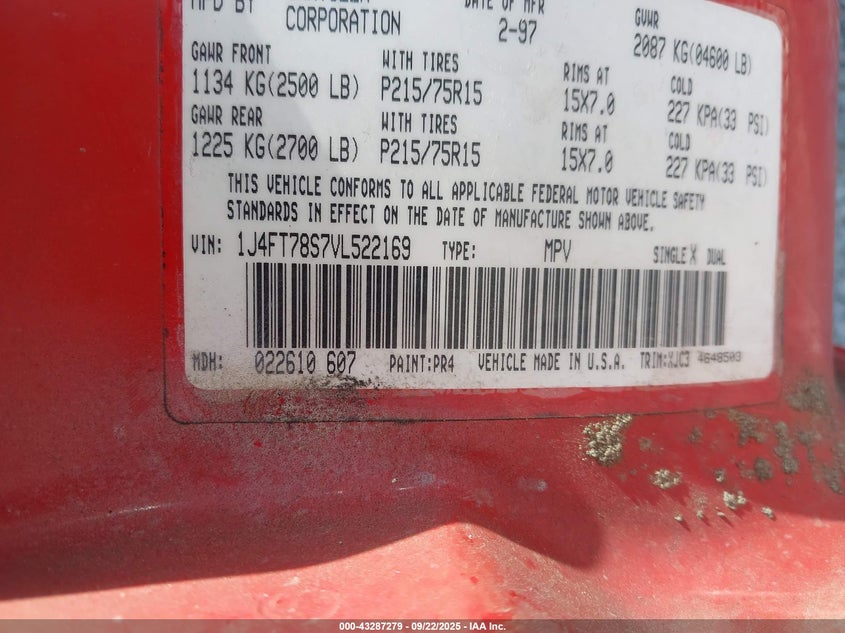 MFD BY
CORPORATION
DATE OF MFR
2-97
GVWR
2087 KG(04600 LB)
GAWR FRONT
1134 KG(2500 LB)
WITH TIRES
P215/75R15
RIMS AT
15X7.0
COLD
227 KPA(33 PSI)
GAWR REAR
1225 KG(2700 LB)
WITH TIRES
P215/75R15
RIMS AT
15X7.0
COLD
227 KPA(33 PSI)
THIS VEHICLE CONFORMS TO ALL APPLICABLE FEDERAL MOTOR VEHICLE SAFETY
STANDARDS IN EFFECT ON THE DATE OF MANUFACTURE SHOWN ABOVE.
VIN: 1J4FT78S7VL522169 TYPE: MPV SINGLE X DUAL
MDH: 022610 607 PAINT:PR4 VEHICLE MADE IN U.S.A. TRIM:XJC3 4648503
000-43287279 - 09/22/2025 - IAA Inc.